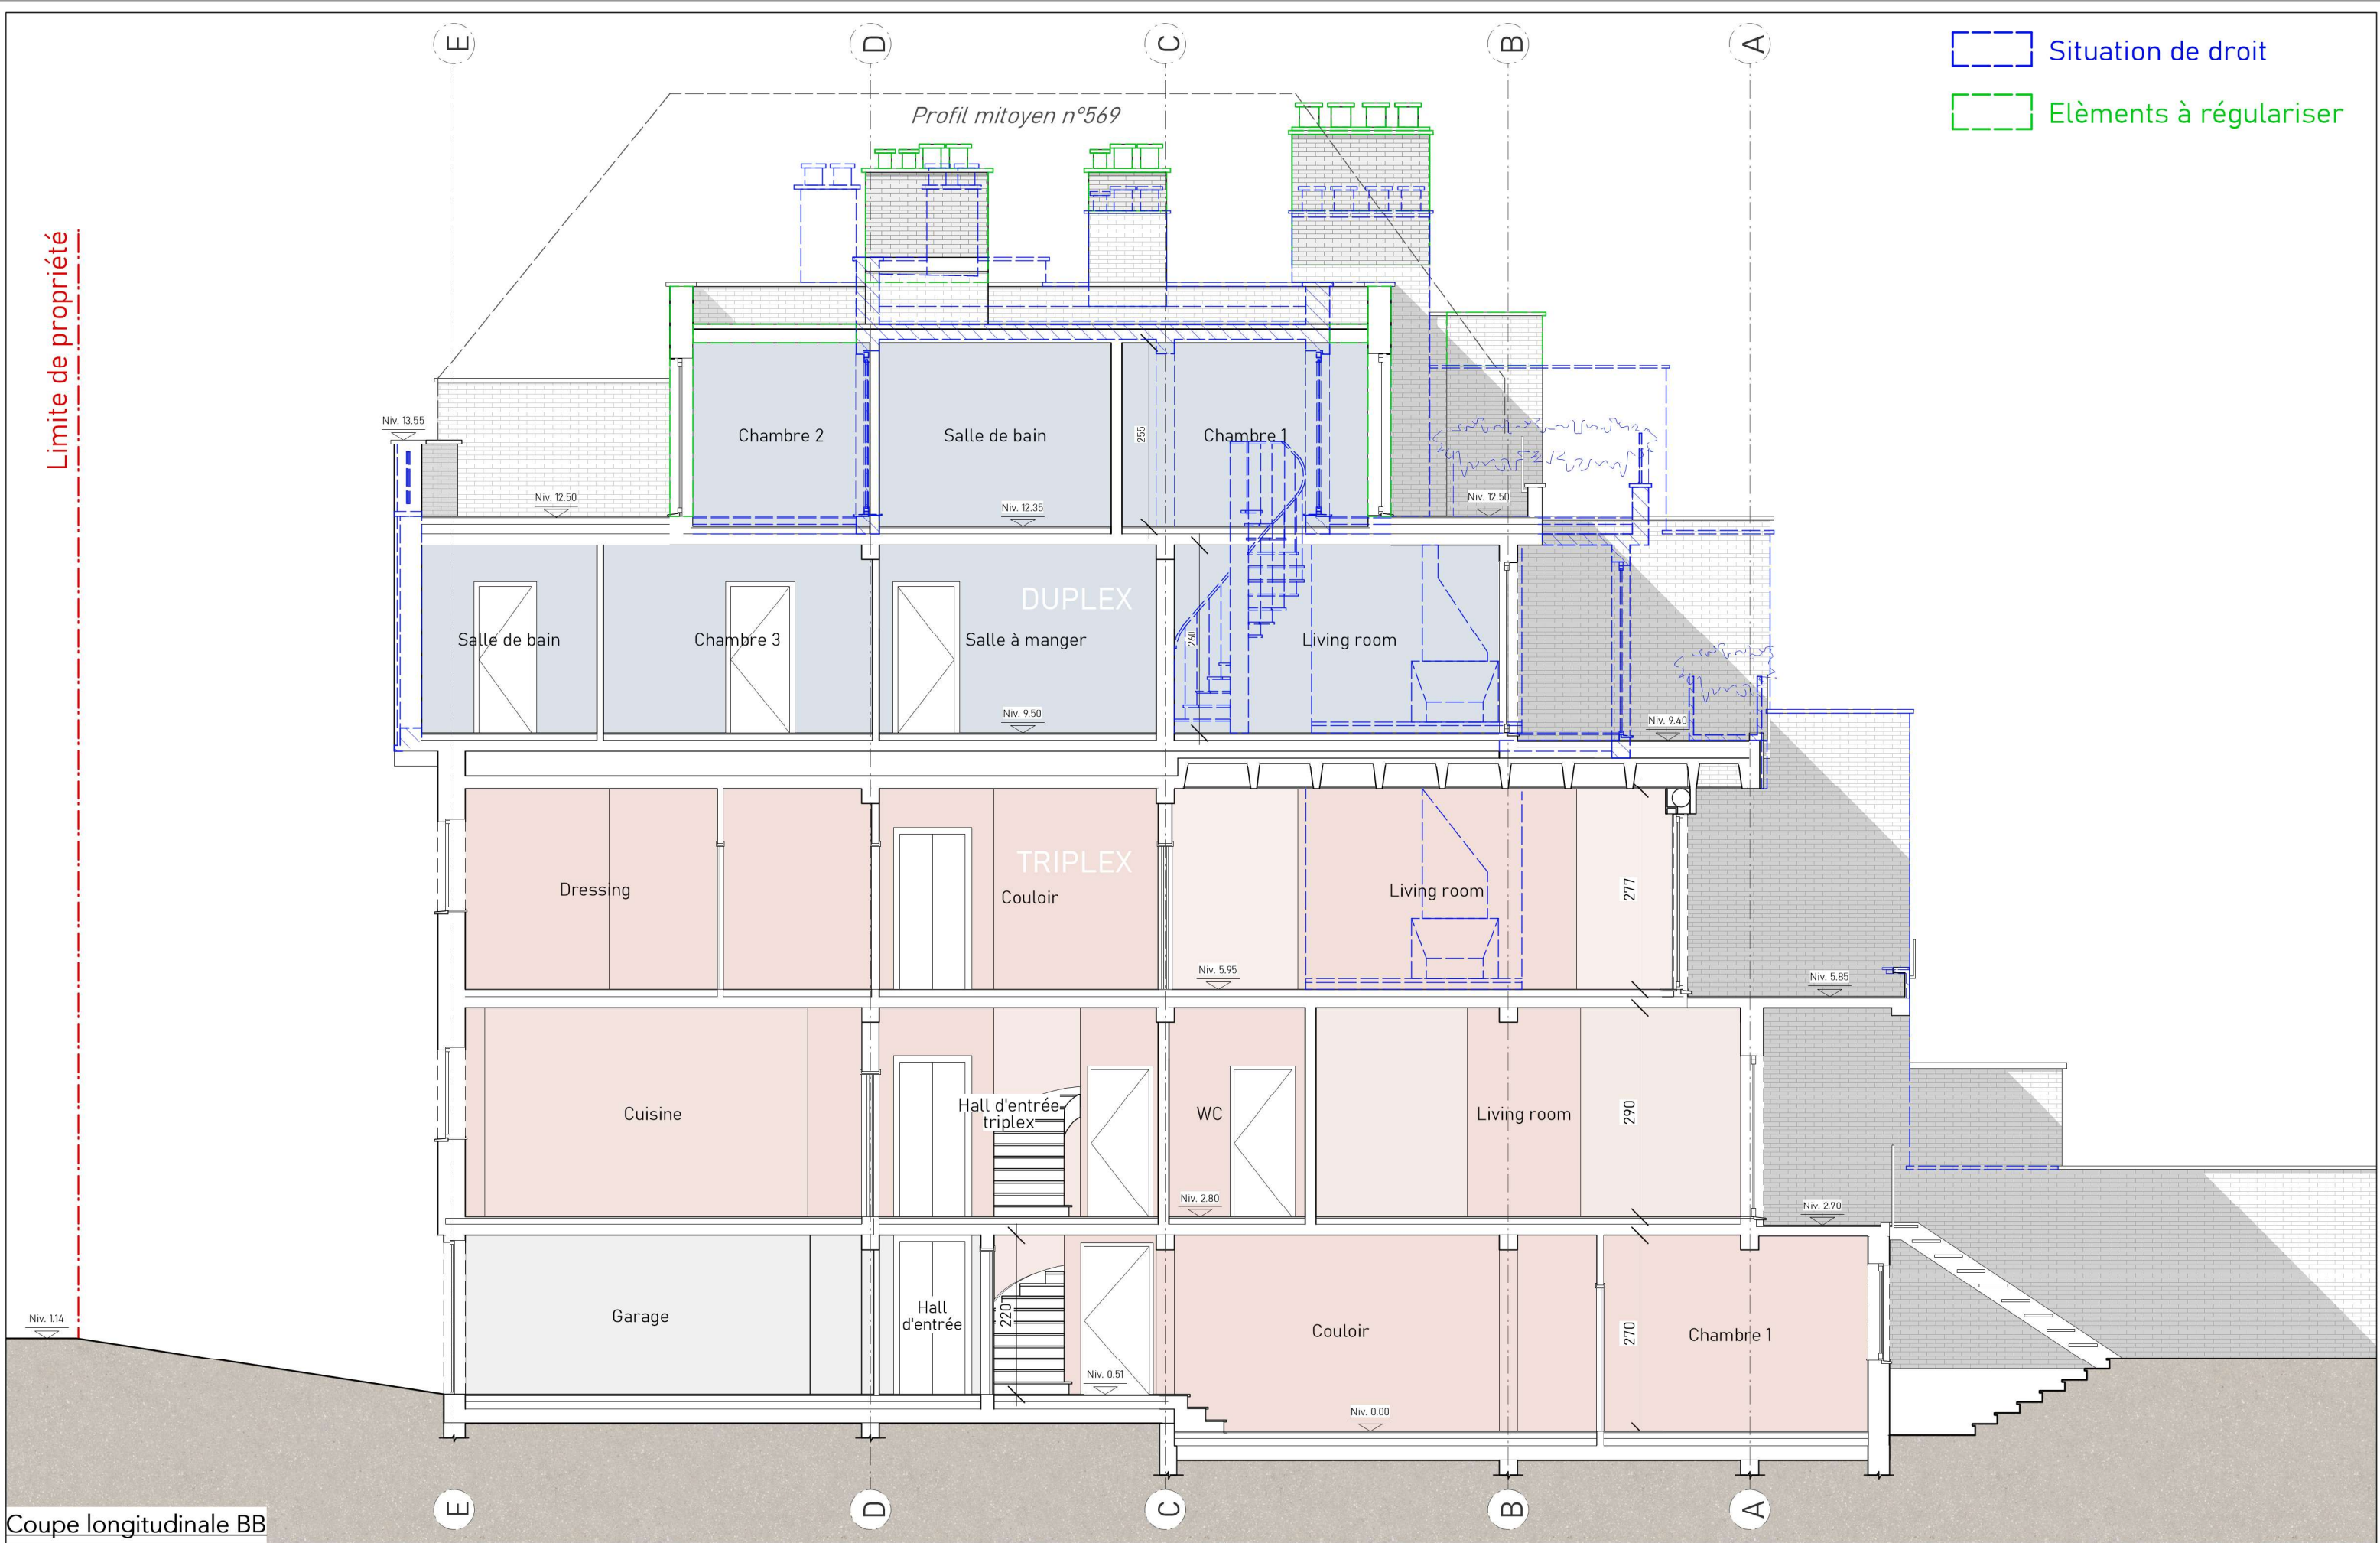 E
D
C
B
A
Situation de droit
Elèments à régulariser
Profil mitoyen n°569
Limite de propriété
Niv. 13.55
Niv. 12.50
Chambre 2
Salle de bain
255
Chambre 1
Niv. 12.35
Niv. 12.50
DUPLEX
Salle de bain
Chambre 3
Salle à manger
260
Living room
Niv. 9.50
Niv. 9.40
TRIPLEX
Dressing
Couloir
Living room
277
Niv. 5.95
Niv. 5.85
Cuisine
Hall d'entrée
triplex
WC
Living room
290
Niv. 2.80
Niv. 2.70
Garage
Hall
d'entrée
220
Couloir
270
Chambre 1
Niv. 1.14
Niv. 0.51
Niv. 0.00
E
D
C
B
A
Coupe longitudinale BB